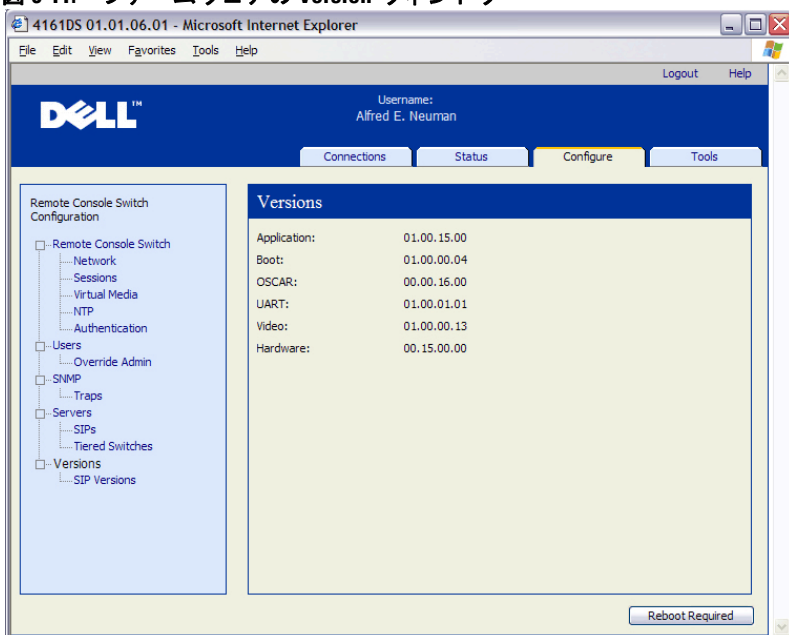 4161DS 01.01.06.01 - Microsoft Internet Explorer
File Edit View Favorites Tools Help
Logout Help
DELL™
Username:
Alfred E. Neuman
Connections Status Configure Tools
Remote Console Switch
Configuration
Remote Console Switch
Network
Sessions
Virtual Media
NTP
Authentication
Users
Override Admin
SNMP
Traps
Servers
SIPs
Tiered Switches
Versions
SIP Versions
Versions
Application: 01.00.15.00
Boot: 01.00.00.04
OSCAR: 00.00.16.00
UART: 01.00.01.01
Video: 01.00.00.13
Hardware: 00.15.00.00
Reboot Required